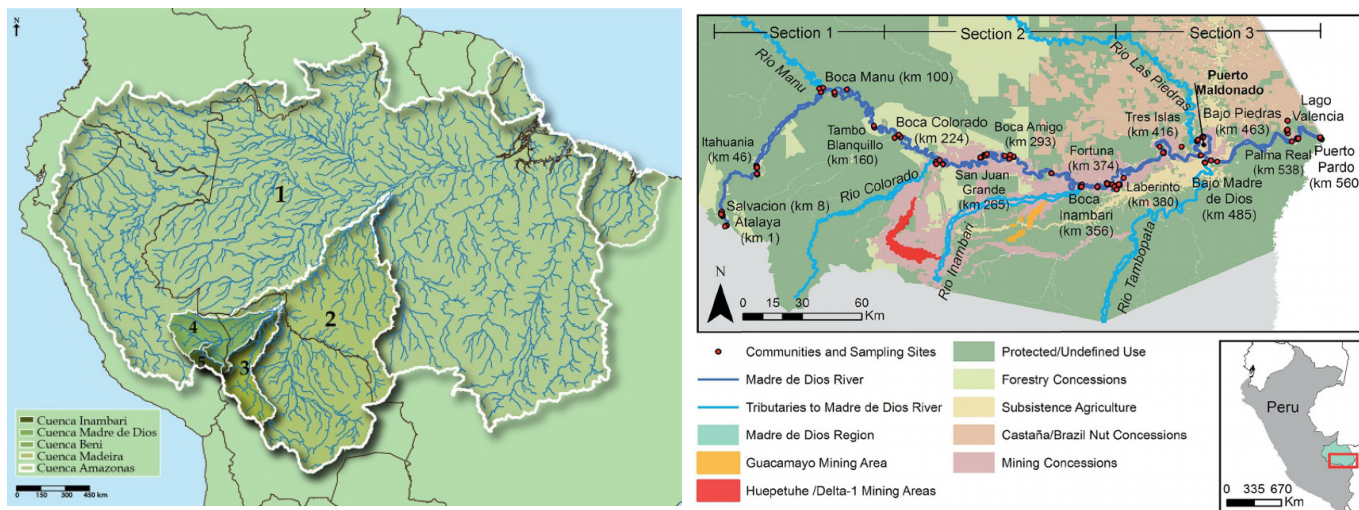 N
1
2
3
4
5
Cuenca Inambari
Cuenca Madre de Dios
Cuenca Beni
Cuenca Madeira
Cuenca Amazonas
0 150 300 450 km
Section 1
Section 2
Section 3
Rio Manu
Boca Manu (km 100)
Rio Las Piedras
Puerto
Maldonado
Itahuania
(km 46)
Tambo
Blanquillo
(km 160)
Boca Colorado
(km 224)
Boca Amigo
(km 293)
Tres Islas
(km 416)
Bajo Piedras
(km 463)
Lago
Valencia
Fortuna
(km 374)
Palma Real
(km 538)
Puerto
Pardo
(km 560)
Rio Colorado
San Juan
Grande
(km 265)
Salvacion (km 8)
Atalaya
(km 1)
Boca
Inambari
(km 356)
Laberinto
(km 380)
Bajo Madre
de Dios
(km 485)
Rio Inambari
Rio Tambopata
N
0 15 30 60
Km
Communities and Sampling Sites
Madre de Dios River
Tributaries to Madre de Dios River
Madre de Dios Region
Guacamayo Mining Area
Huepetuhe /Delta-1 Mining Areas
Protected/Undefined Use
Forestry Concessions
Subsistence Agriculture
Castaña/Brazil Nut Concessions
Mining Concessions
Peru
0 335 670
Km